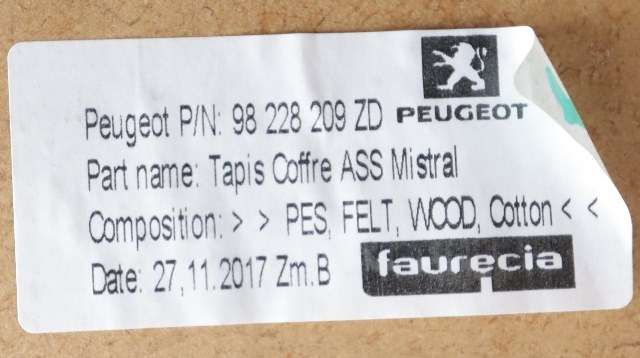 PEUGEOT
Peugeot P/N: 98 228 209 ZD
Part name: Tapis Coffre ASS Mistral
Composition: > > PES, FELT, WOOD, Cotton < <
Date: 27,11.2017 Zm.B
faurecia